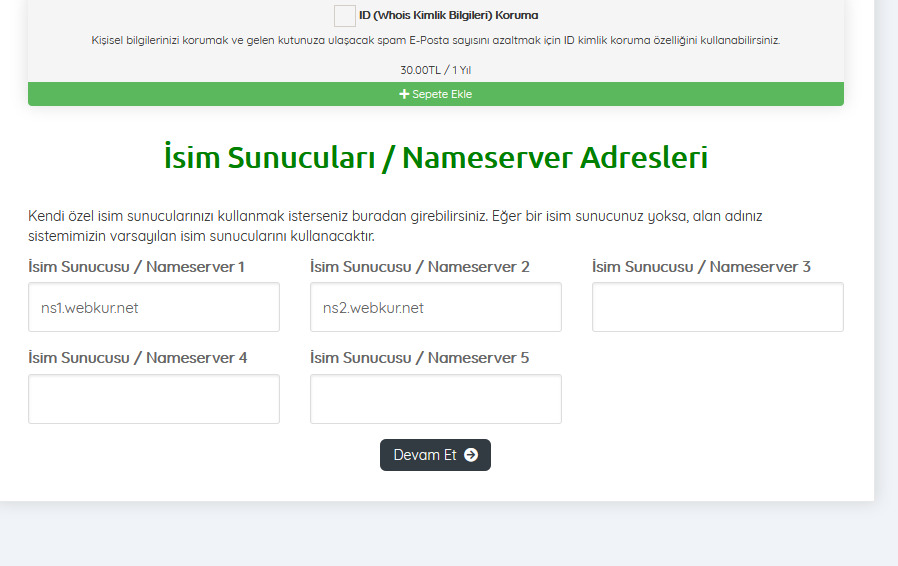 ID (Whois Kimlik Bilgileri) Koruma
Kişisel bilgilerinizi korumak ve gelen kutunuza ulaşacak spam E-Posta sayısını azaltmak için ID kimlik koruma özelliğini kullanabilirsiniz.
30.00TL / 1 Yıl
+ Sepete Ekle
İsim Sunucuları / Nameserver Adresleri
Kendi özel isim sunucularınızı kullanmak isterseniz buradan girebilirsiniz. Eğer bir isim sunucunuz yoksa, alan adınız
sistemimizin varsayılan isim sunucularını kullanacaktır.
İsim Sunucusu / Nameserver 1
İsim Sunucusu / Nameserver 2
İsim Sunucusu / Nameserver 3
ns1.webkur.net
ns2.webkur.net
İsim Sunucusu / Nameserver 4
İsim Sunucusu / Nameserver 5
Devam Et